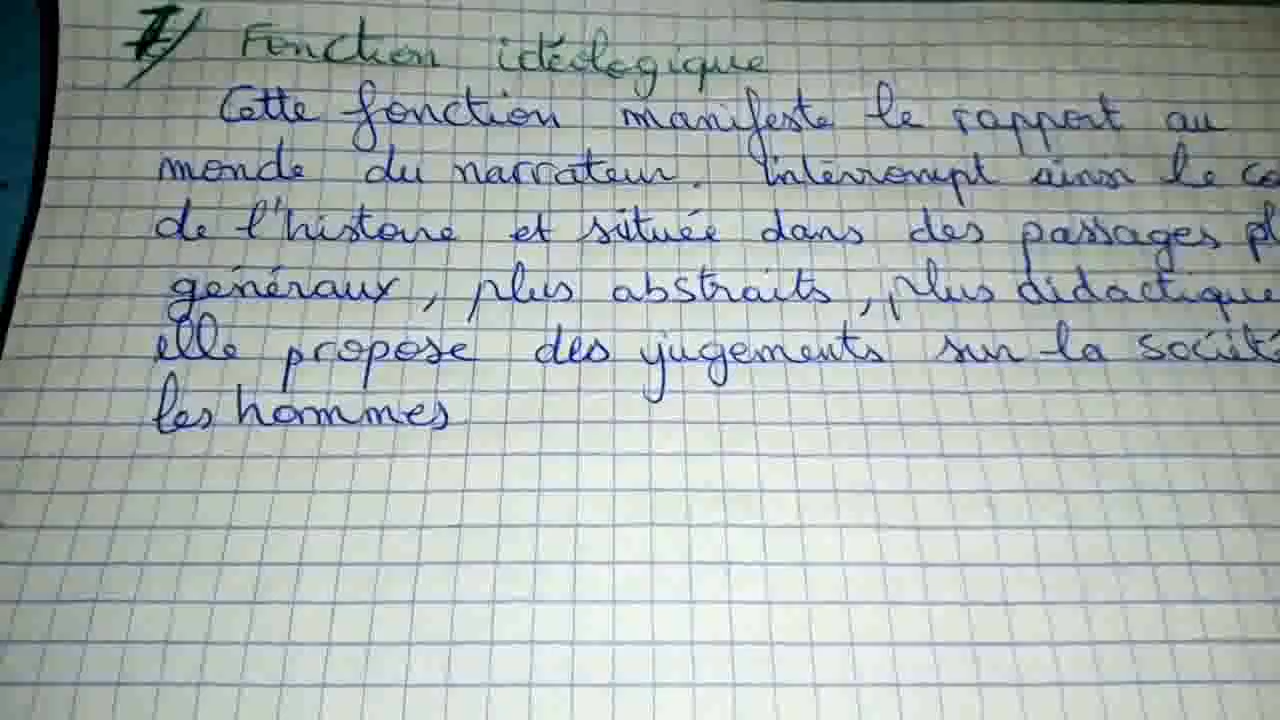 Fonction idéologique
Cette fonction manifeste le rapport au
monde du narrateur. Interrompt ainsi le
de l'histoire et située dans des passages
généraux, plus abstraits, plus didactique
elle propose des jugements sur la société
les hommes